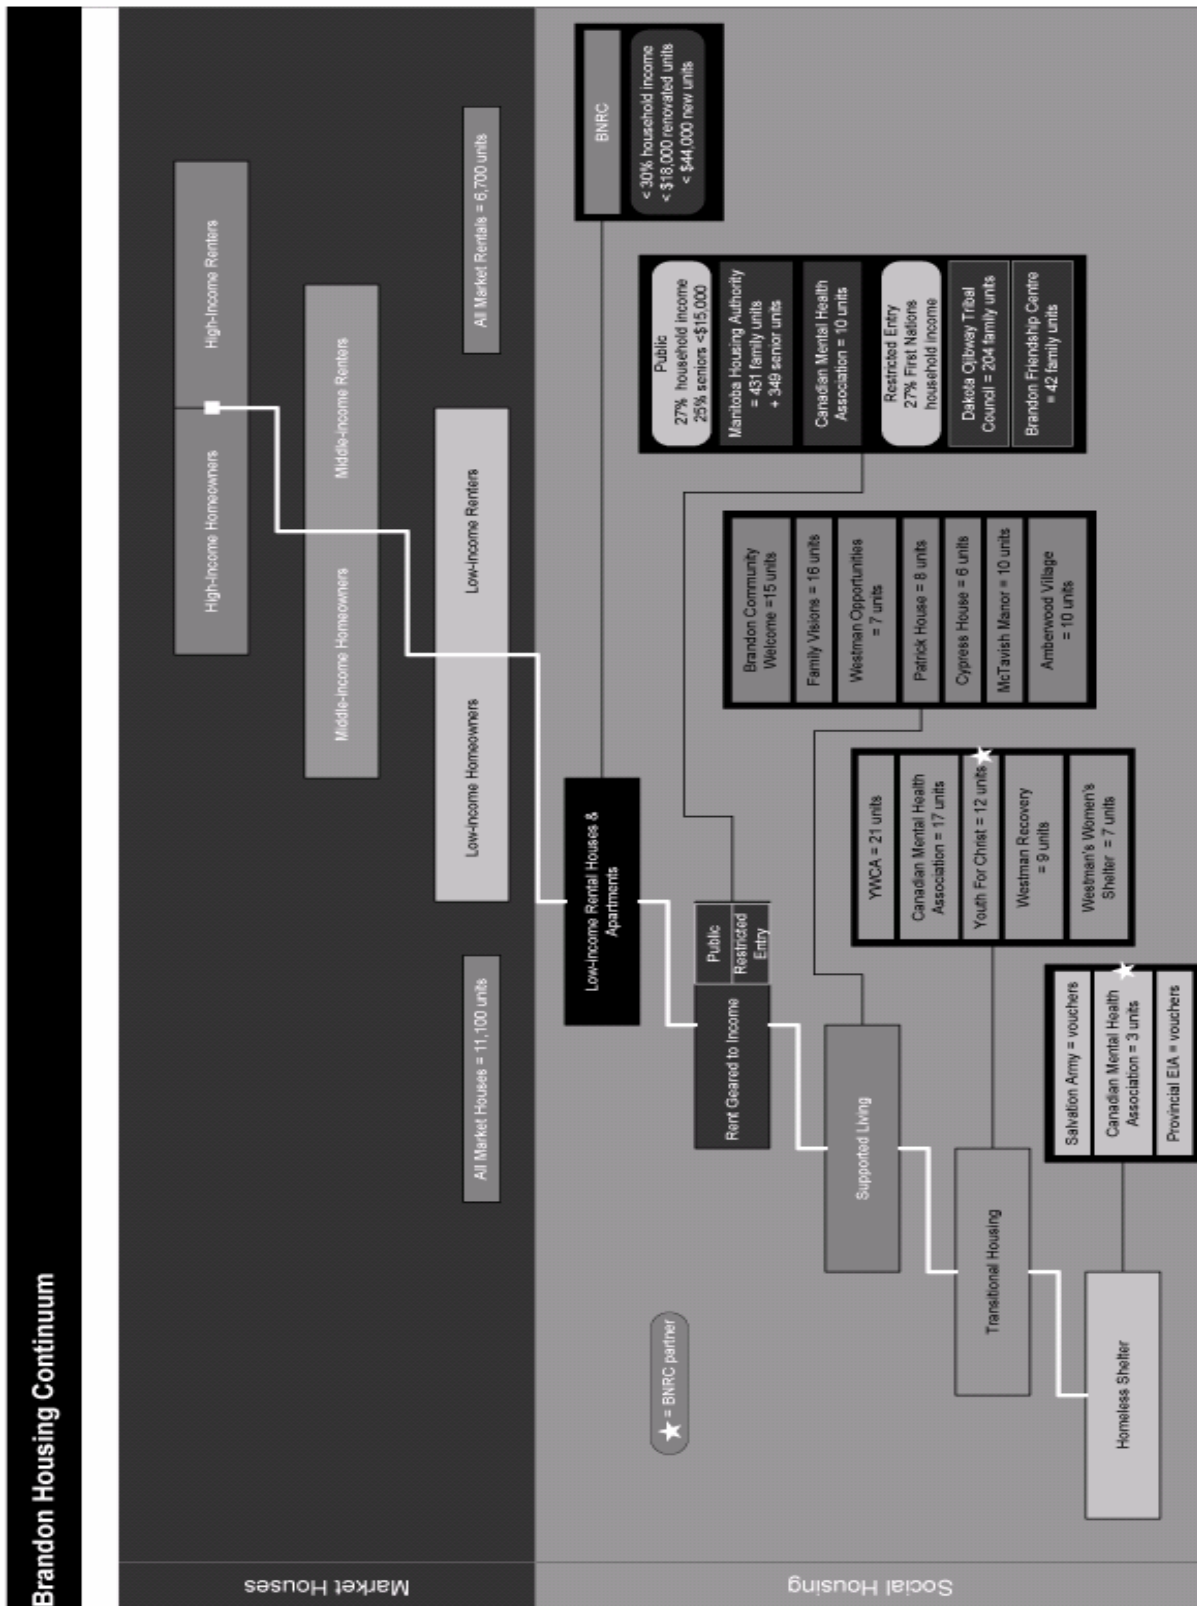 Brandon Housing Continuum
Market Houses
High-Income Homeowners
High-Income Renters
Middle-income Homeowners
Middle-income Renters
Low-income Homeowners
Low-income Renters
All Market Houses = 11,100 units
All Market Rentals = 6,700 units
Social Housing
Low-income Rental Houses &
Apartments
BNRC
< 30% household income
< $18,000 renovated units
< $44,000 new units
Rent Geared to Income
Public
Restricted
Entry
Public
27% household income
25% seniors <$15,000
Manitoba Housing Authority
= 431 family units
+ 349 senior units
Canadian Mental Health
Association = 10 units
Restricted Entry
27% First Nations
household income
Dakota Ojibway Tribal
Council = 204 family units
Brandon Friendship Centre
= 42 family units
Supported Living
Brandon Community
Welcome =15 units
Family Visions = 16 units
Westman Opportunities
= 7 units
Patrick House = 8 units
Cypress House = 6 units
McTavish Manor = 10 units
Amberwood Village
= 10 units
Transitional Housing
YWCA = 21 units
Canadian Mental Health
Association = 17 units
Youth For Christ = 12 units
Westman Recovery
= 9 units
Westman's Women's
Shelter = 7 units
Homeless Shelter
Salvation Army = vouchers
Canadian Mental Health
Association = 3 units
Provincial EIA = vouchers
★ = BNRC partner